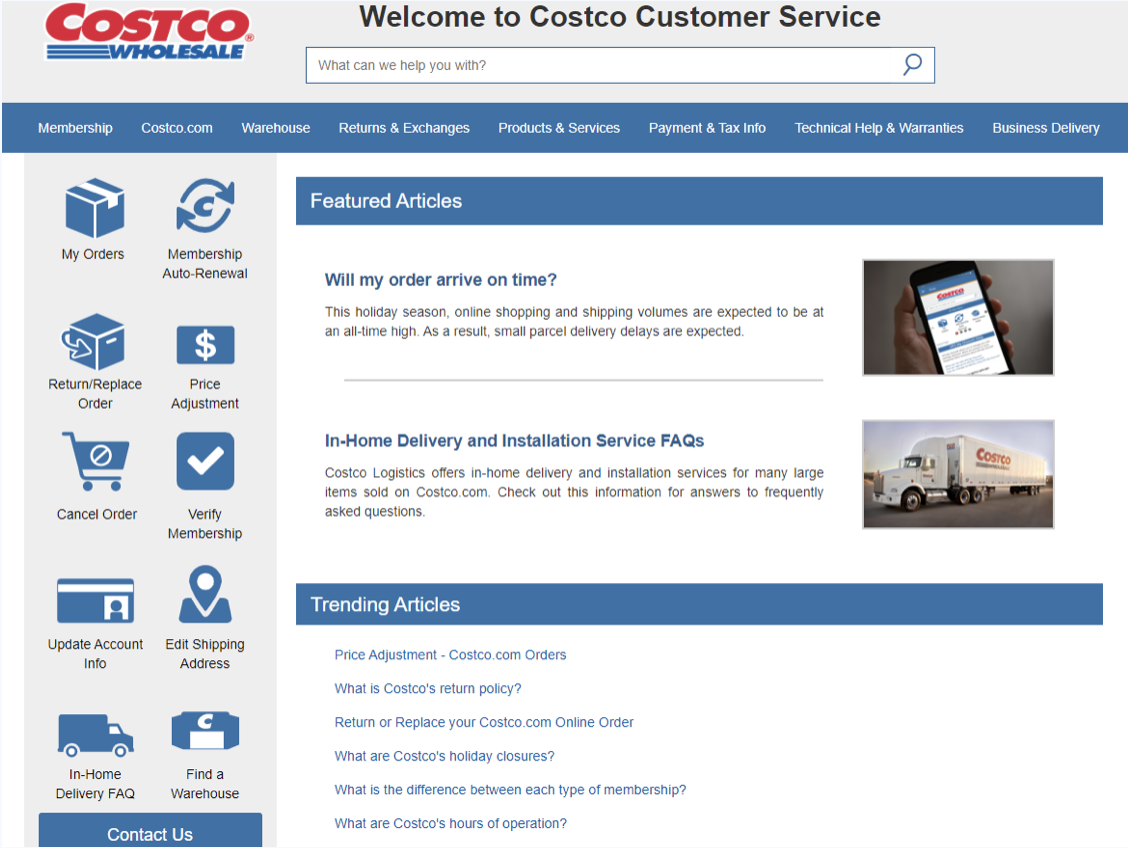 COSTCO
WHOLESALE
Welcome to Costco Customer Service
What can we help you with?
Membership Costco.com Warehouse Returns & Exchanges Products & Services Payment & Tax Info Technical Help & Warranties Business Delivery
My Orders
Membership
Auto-Renewal
Return/Replace
Order
Price
Adjustment
Cancel Order
Verify
Membership
Update Account
Info
Edit Shipping
Address
In-Home
Delivery FAQ
Find a
Warehouse
Contact Us
Featured Articles
Will my order arrive on time?
This holiday season, online shopping and shipping volumes are expected to be at
an all-time high. As a result, small parcel delivery delays are expected.
COSTCO
In-Home Delivery and Installation Service FAQs
Costco Logistics offers in-home delivery and installation services for many large
items sold on Costco.com. Check out this information for answers to frequently
asked questions.
COSTCO
Trending Articles
Price Adjustment - Costco.com Orders
What is Costco's return policy?
Return or Replace your Costco.com Online Order
What are Costco's holiday closures?
What is the difference between each type of membership?
What are Costco's hours of operation?